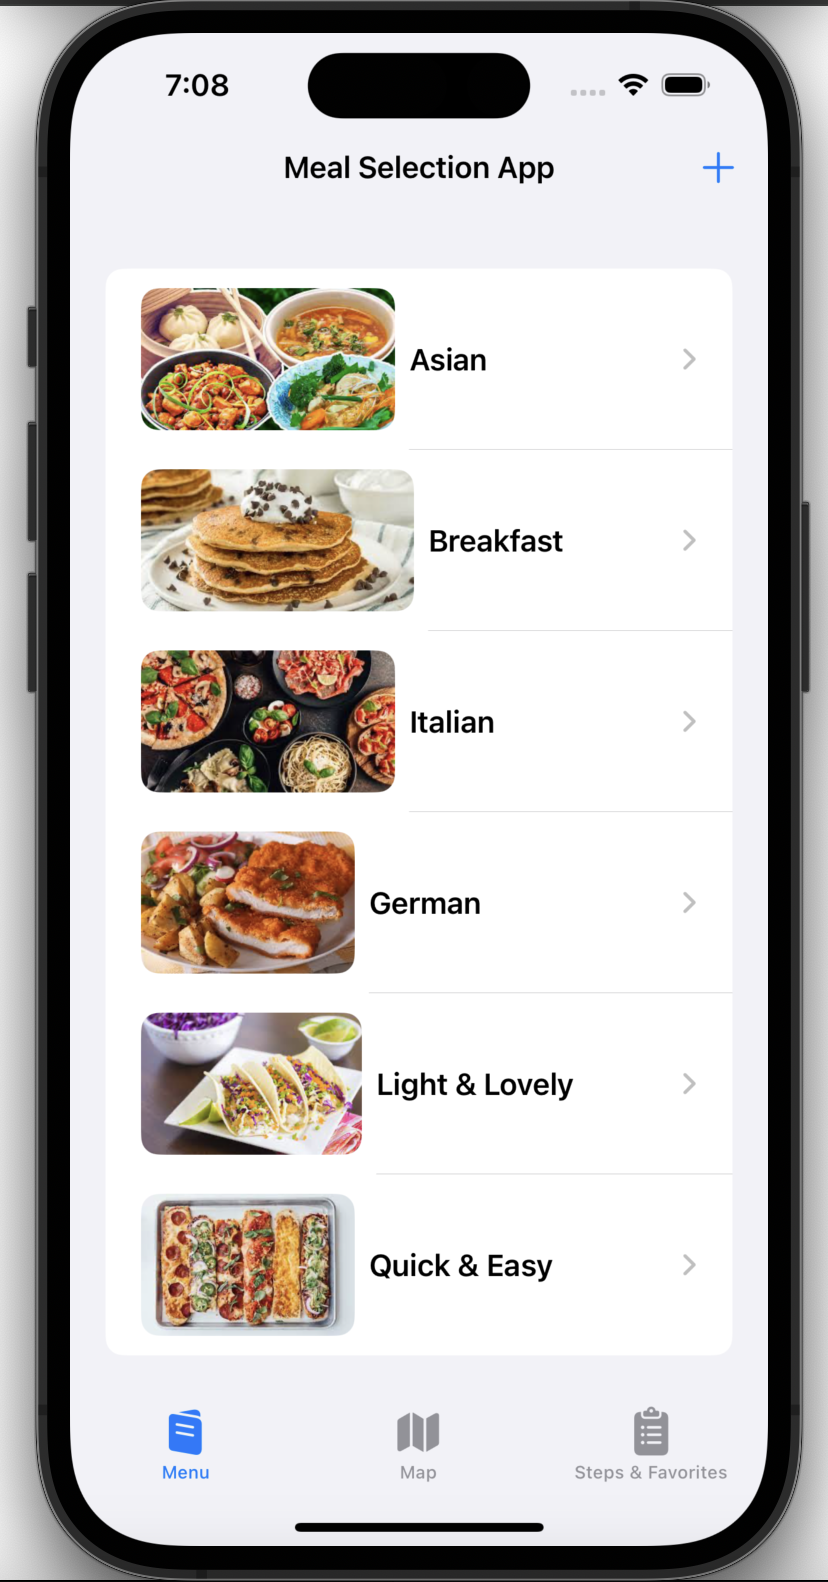 7:08
Meal Selection App
Asian
Breakfast
Italian
German
Light & Lovely
Quick & Easy
Menu
Map
Steps & Favorites